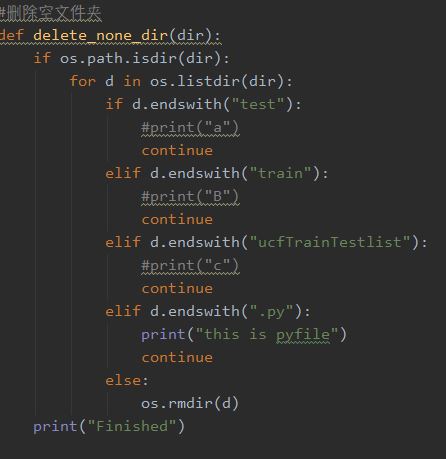 #删除空文件夹
def delete_none_dir(dir):
    if os.path.isdir(dir):
        for d in os.listdir(dir):
            if d.endswith("test"):
                #print("a")
                continue
            elif d.endswith("train"):
                #print("B")
                continue
            elif d.endswith("ucfTrainTestlist"):
                #print("c")
                continue
            elif d.endswith(".py"):
                print("this is pyfile")
                continue
            else:
                os.rmdir(d)
    print("Finished")